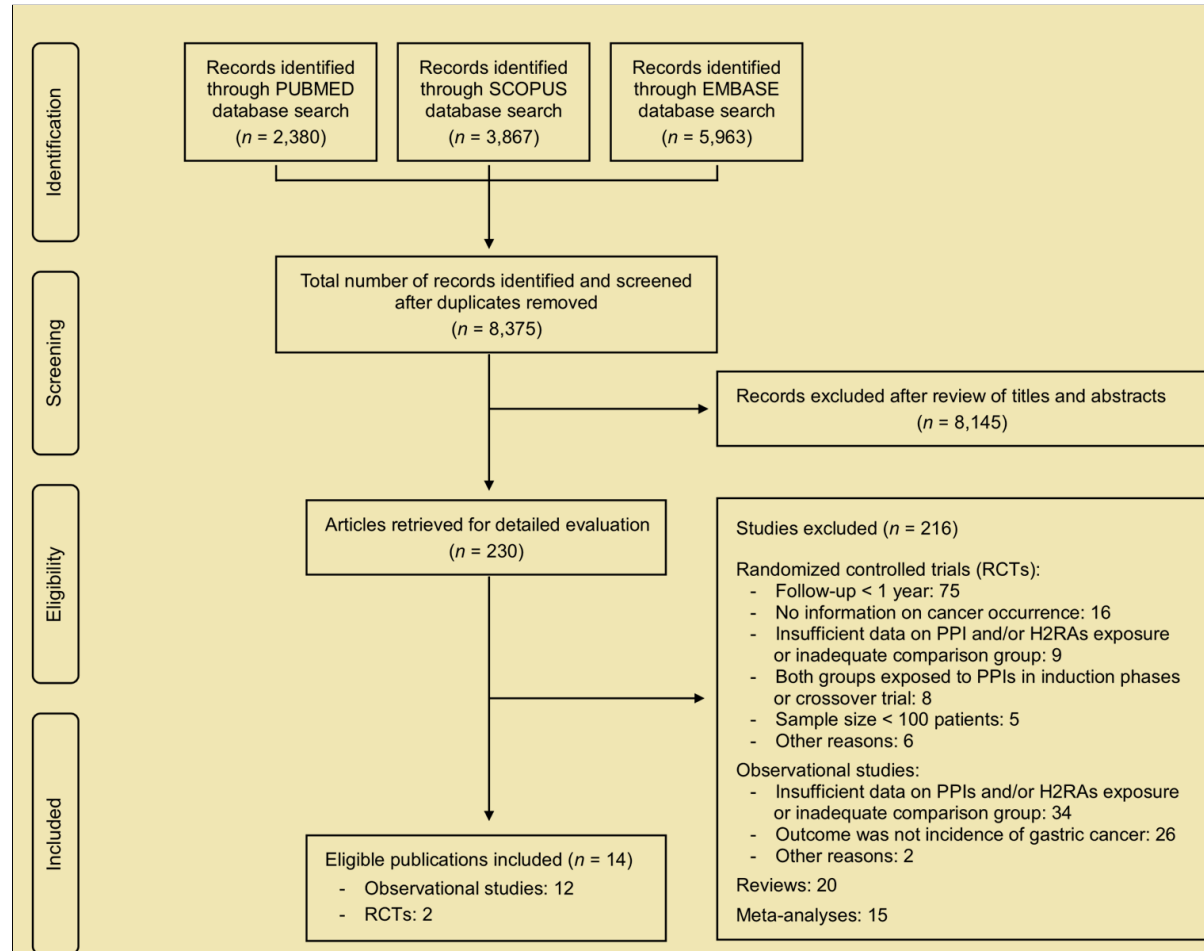 Identification
Records identified
through PUBMED
database search
(n = 2,380)
Records identified
through SCOPUS
database search
(n = 3,867)
Records identified
through EMBASE
database search
(n = 5,963)
Screening
Total number of records identified and screened
after duplicates removed
(n = 8,375)
Records excluded after review of titles and abstracts
(n = 8,145)
Eligibility
Articles retrieved for detailed evaluation
(n = 230)
Studies excluded (n = 216)
Randomized controlled trials (RCTs):
- Follow-up < 1 year: 75
- No information on cancer occurrence: 16
- Insufficient data on PPI and/or H2RAs exposure
or inadequate comparison group: 9
- Both groups exposed to PPIs in induction phases
or crossover trial: 8
- Sample size < 100 patients: 5
- Other reasons: 6
Observational studies:
- Insufficient data on PPIs and/or H2RAs exposure
or inadequate comparison group: 34
- Outcome was not incidence of gastric cancer: 26
- Other reasons: 2
Reviews: 20
Meta-analyses: 15
Included
Eligible publications included (n = 14)
- Observational studies: 12
- RCTs: 2